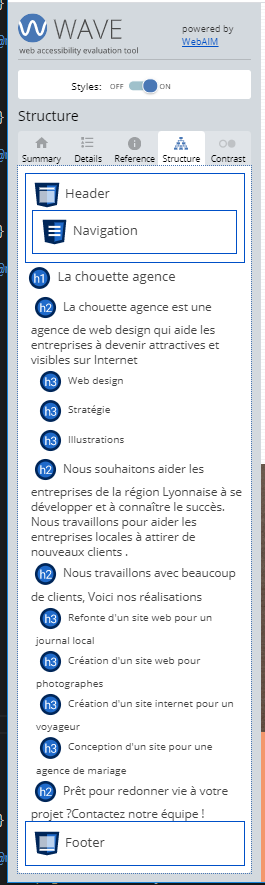 WAVE
web accessibility evaluation tool
powered by
WebAIM
Styles: OFF ON
Structure
Summary Details Reference Structure Contrast
Header
Navigation
h1 La chouette agence
h2 La chouette agence est une
agence de web design qui aide les
entreprises à devenir attractives et
visibles sur Internet
h3 Web design
h3 Stratégie
h3 Illustrations
h2 Nous souhaitons aider les
entreprises de la région Lyonnaise à se
développer et à connaître le succès.
Nous travaillons pour aider les
entreprises locales à attirer de
nouveaux clients .
h2 Nous travaillons avec beaucoup
de clients, Voici nos réalisations
h3 Refonte d'un site web pour un
journal local
h3 Création d'un site web pour
photographes
h3 Création d'un site internet pour un
voyageur
h3 Conception d'un site pour une
agence de mariage
h2 Prêt pour redonner vie à votre
projet ?Contactez notre équipe !
Footer